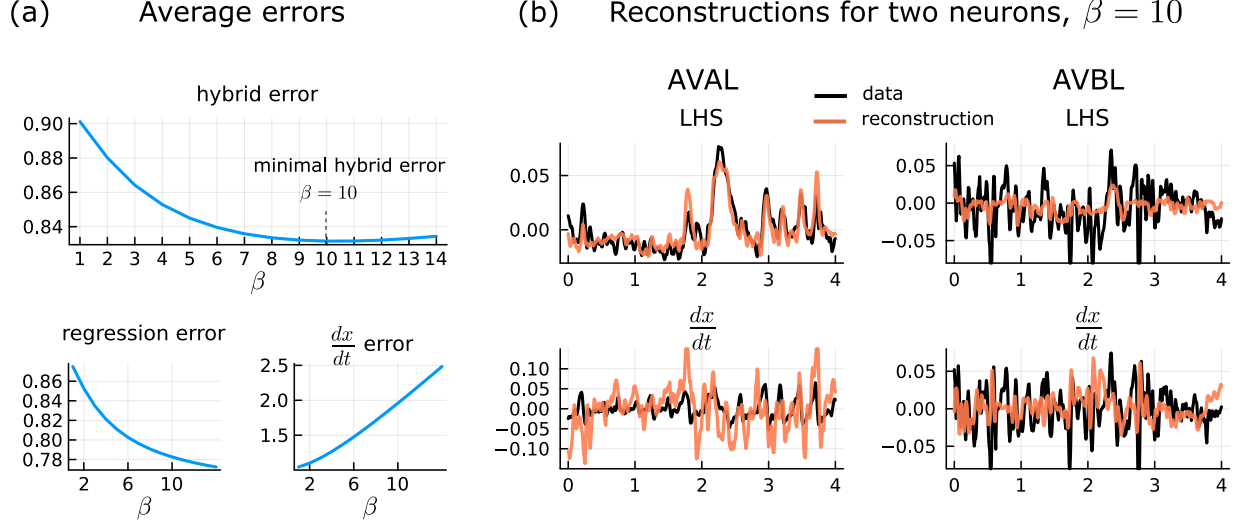 (a) Average errors
hybrid error
0.90
0.88
0.86
0.84
minimal hybrid error
β = 10
1 2 3 4 5 6 7 8 9 10 11 12 13 14
β
regression error
0.86
0.84
0.82
0.80
0.78
2 10
β
dx/dt error
2.5
2.0
1.5
2 10
β
(b) Reconstructions for two neurons, β = 10
AVAL
LHS
data
reconstruction
0.05
0.00
0 1 2 3 4
AVBL
LHS
0.05
0.00
−0.05
0 1 2 3 4
dx/dt
0.10
0.05
0.00
−0.05
−0.10
0 1 2 3 4
dx/dt
0.05
0.00
−0.05
0 1 2 3 4